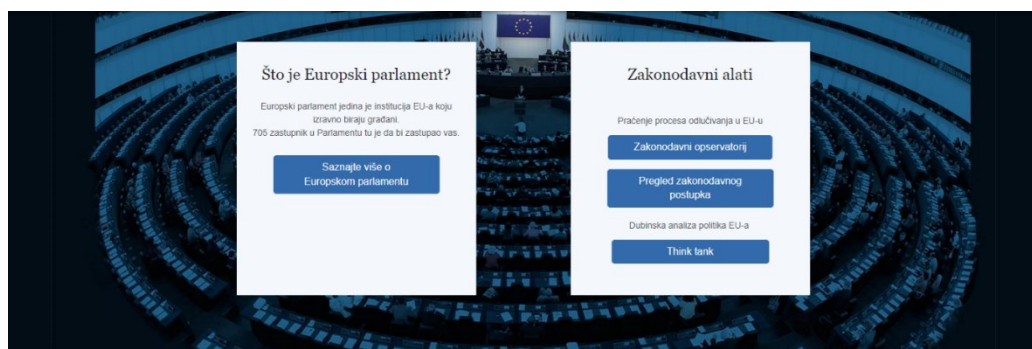 Što je Europski parlament?
Europski parlament jedina je institucija EU-a koju
izravno biraju građani.
705 zastupnik u Parlamentu tu je da bi zastupao vas.
Saznajte više o
Europskom parlamentu
Zakonodavni alati
Praćenje procesa odlučivanja u EU-u
Zakonodavni opservatorij
Pregled zakonodavnog
postupka
Dubinska analiza politika EU-a
Think tank